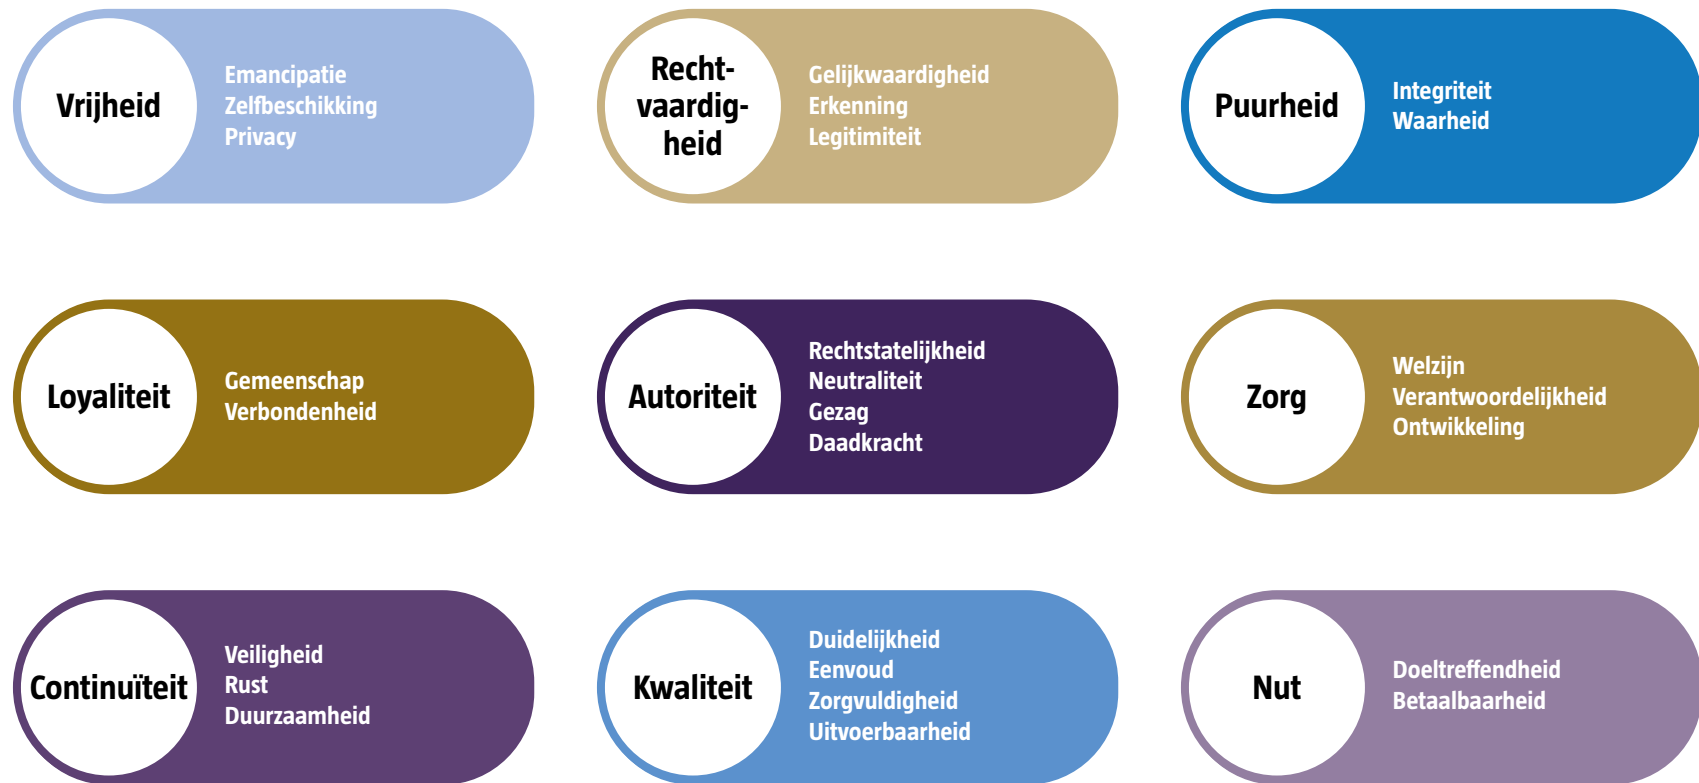 Vrijheid
Emancipatie
Zelfbeschikking
Privacy
Recht-
vaardig-
heid
Gelijkwaardigheid
Erkenning
Legitimiteit
Puurheid
Integriteit
Waarheid
Loyaliteit
Gemeenschap
Verbondenheid
Autoriteit
Rechtstatelijkheid
Neutraliteit
Gezag
Daadkracht
Zorg
Welzijn
Verantwoordelijkheid
Ontwikkeling
Continuïteit
Veiligheid
Rust
Duurzaamheid
Kwaliteit
Duidelijkheid
Eenvoud
Zorgvuldigheid
Uitvoerbaarheid
Nut
Doeltreffendheid
Betaalbaarheid